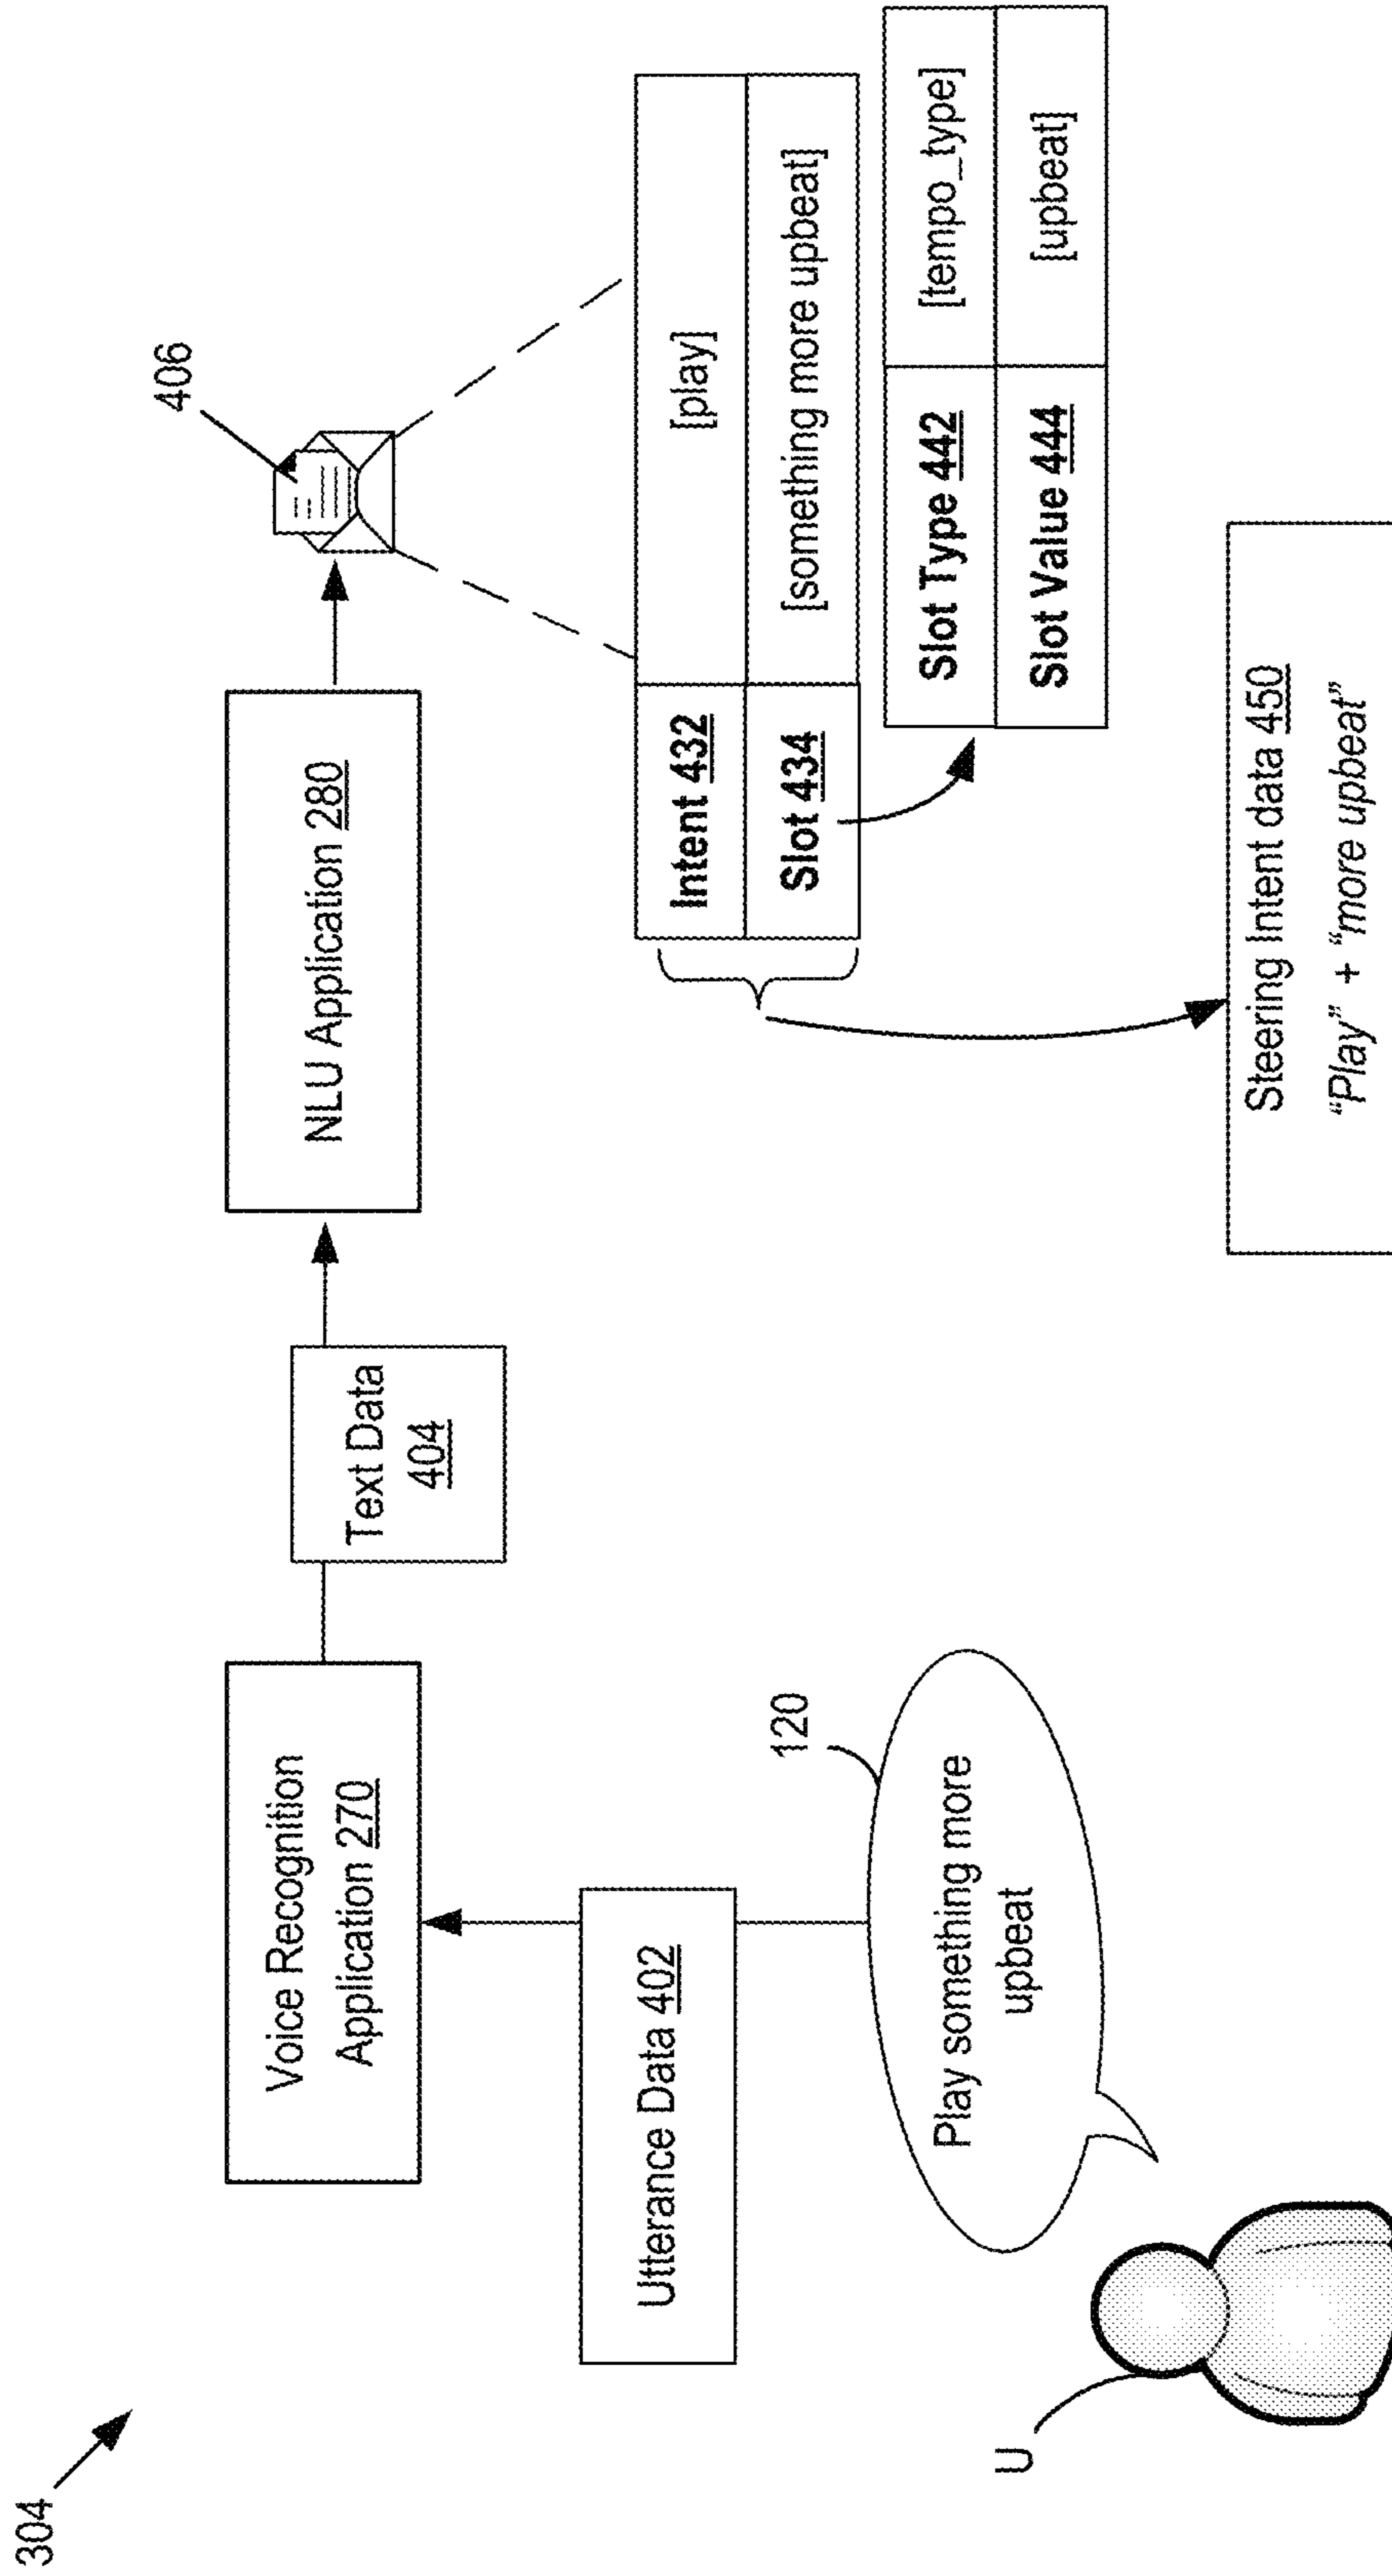 304
Voice Recognition
Application 270
Text Data
404
NLU Application 280
406
Utterance Data 402
120
Play something more
upbeat
U
Intent 432
[play]
Slot 434
[something more upbeat]
Slot Type 442
[tempo_type]
Slot Value 444
[upbeat]
Steering Intent data 450
“Play” + “more upbeat”